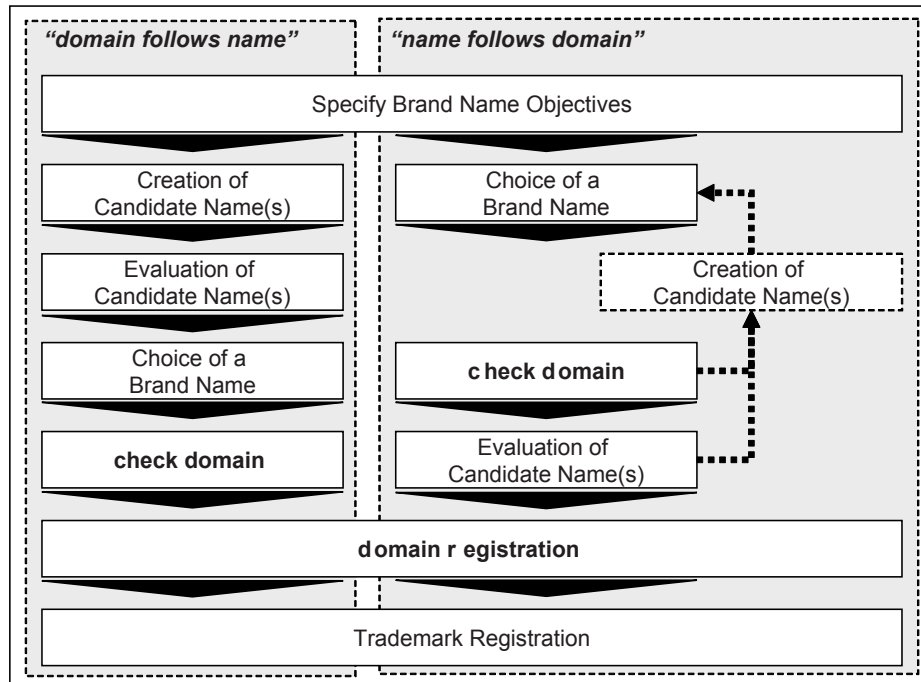 “domain follows name”
“name follows domain”
Specify Brand Name Objectives
Creation of
Candidate Name(s)
Evaluation of
Candidate Name(s)
Choice of a
Brand Name
check domain
Choice of a
Brand Name
Creation of
Candidate Name(s)
c heck d omain
Evaluation of
Candidate Name(s)
d omain r egistration
Trademark Registration